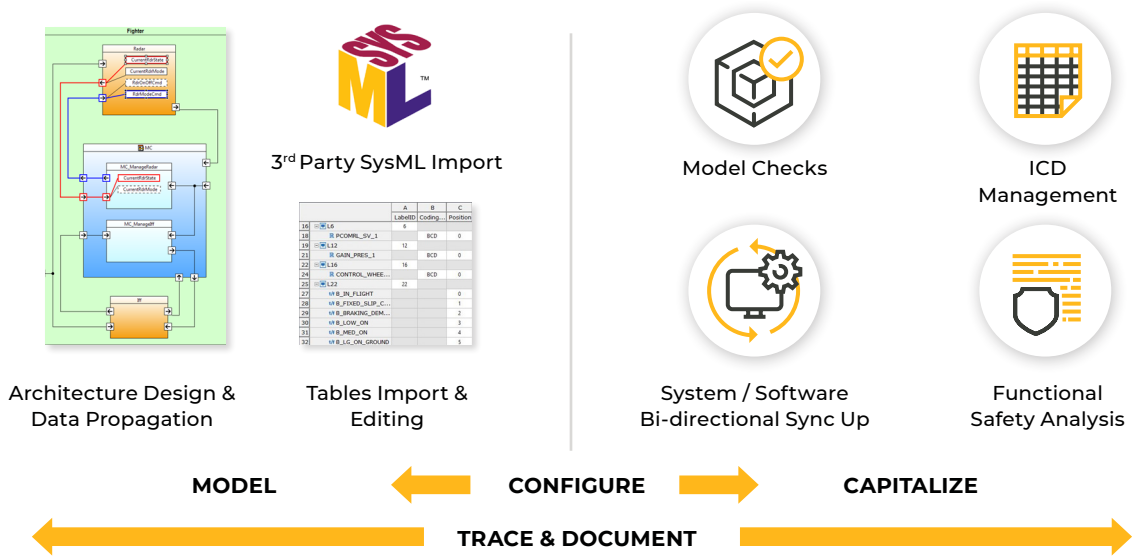 Fighter
Radar
CurrentRdrState
CurrentRdrMode
RdrOnOffCmd
RdrModeCmd
MC
MC_ManageRadar
CurrentRdrState
CurrentRdrMode
MC_ManageIff
Iff
SYS
ML™
3rd Party SysML Import
A B C
LabelID Coding... Position
16 L6 6
18 PCOMRL_SV_1 BCD 0
19 L12 12
21 GAIN_PRES_1 BCD 0
22 L16 16
24 CONTROL_WHEE... BCD 0
25 L22 22
27 B_IN_FLIGHT 0
28 B_FIXED_SLIP_C... 1
29 B_BRAKING_DEM... 2
30 B_LOW_ON 3
31 B_MED_ON 4
32 B_LG_ON_GROUND 5
Architecture Design &
Data Propagation
Tables Import &
Editing
Model Checks
ICD
Management
System / Software
Bi-directional Sync Up
Functional
Safety Analysis
MODEL
CONFIGURE
CAPITALIZE
TRACE & DOCUMENT